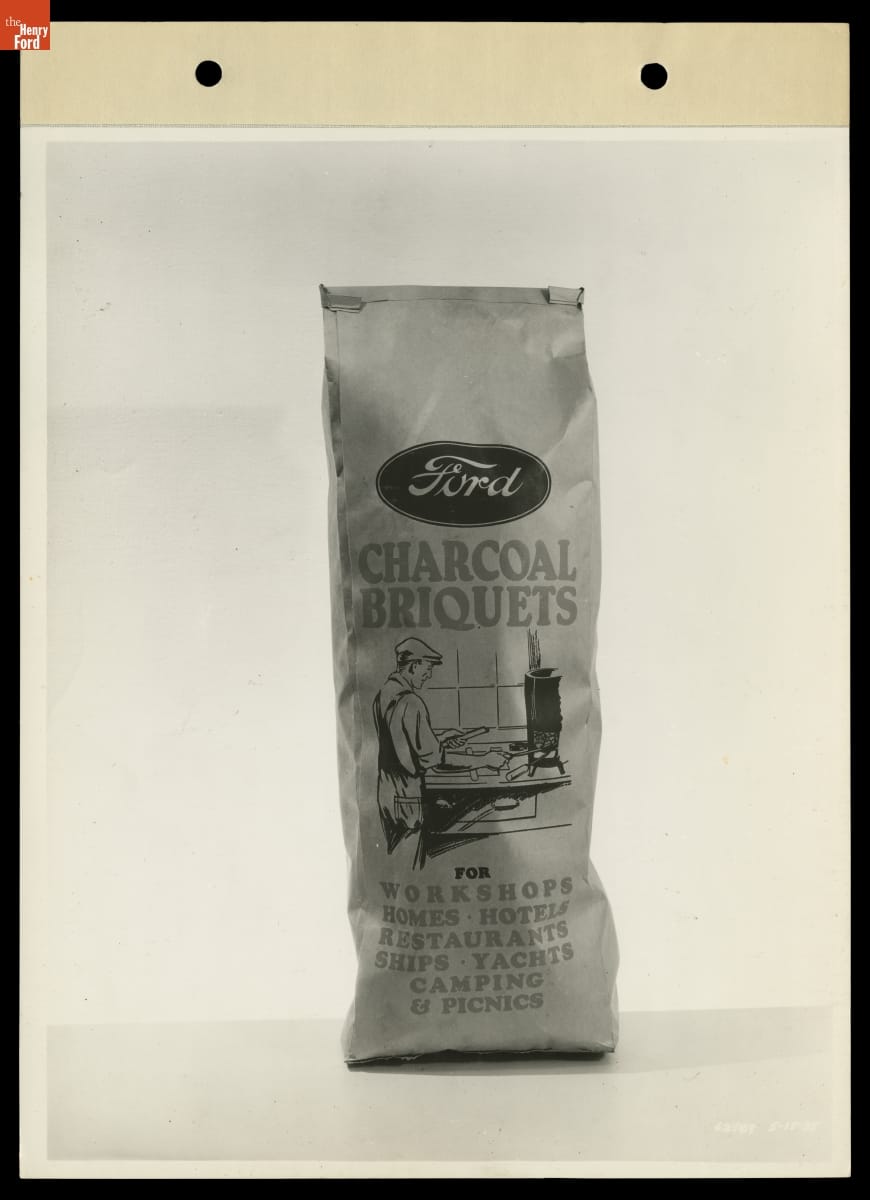 the
Henry
Ford
Ford
CHARCOAL
BRIQUETS
FOR
WORKSHOPS
HOMES · HOTELS
RESTAURANTS
SHIPS · YACHTS
CAMPING
& PICNICS